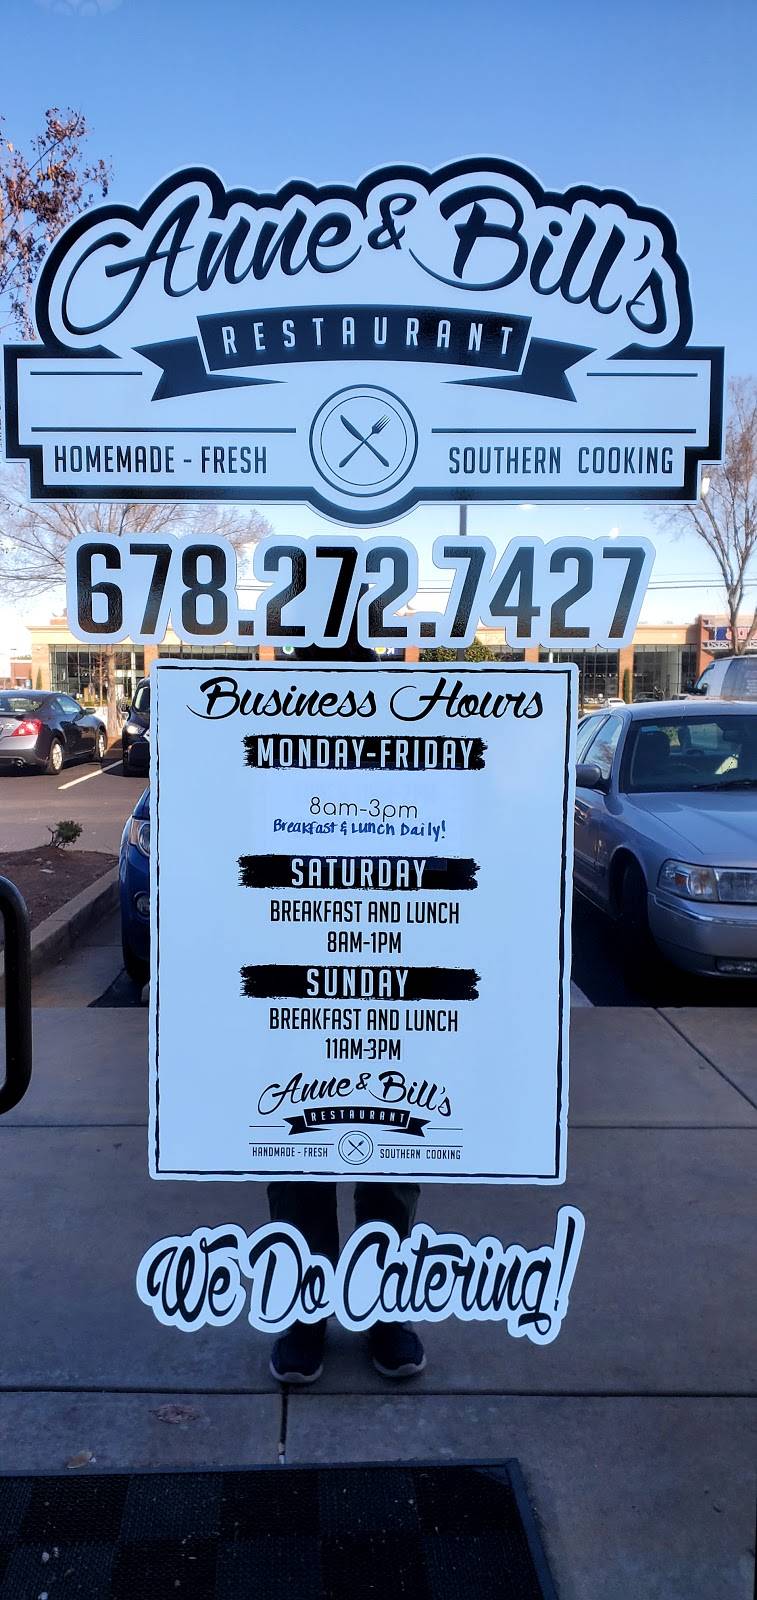 Anne & Bill's
RESTAURANT
HOMEMADE - FRESH SOUTHERN COOKING
678.272.7427
Business Hours
MONDAY-FRIDAY
8am-3pm
Breakfast & Lunch Daily!
SATURDAY
BREAKFAST AND LUNCH
8AM-1PM
SUNDAY
BREAKFAST AND LUNCH
11AM-3PM
Anne & Bill's
RESTAURANT
HANDMADE - FRESH SOUTHERN COOKING
We Do Catering!